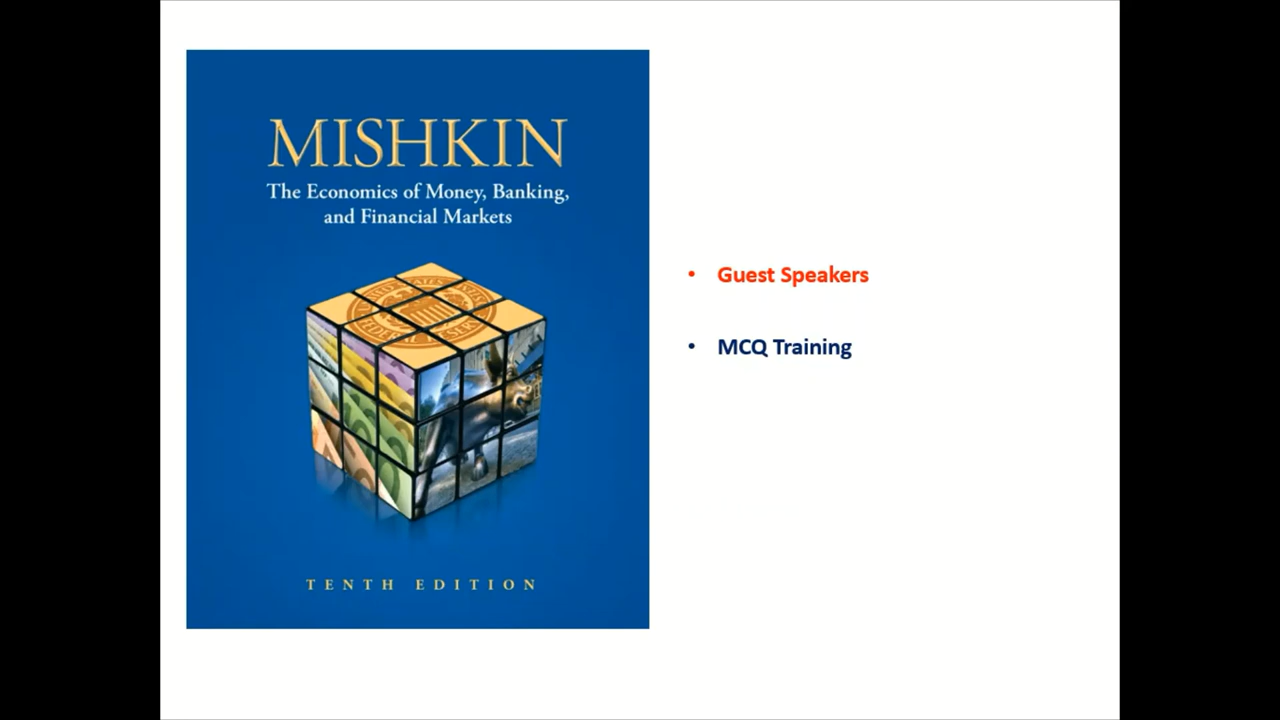 MISHKIN
The Economics of Money, Banking,
and Financial Markets
TENTH EDITION
• Guest Speakers
• MCQ Training